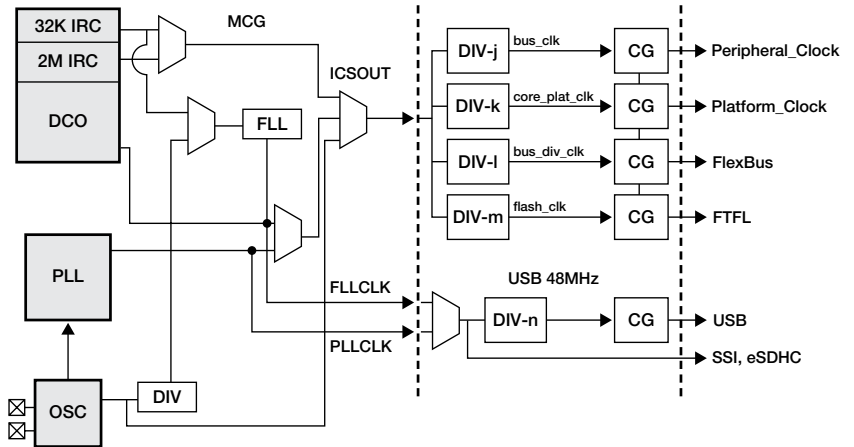 32K IRC
2M IRC
DCO
MCG
ICSOUT
FLL
PLL
OSC
DIV
FLLCLK
PLLCLK
DIV-j
bus_clk
CG
Peripheral_Clock
DIV-k
core_plat_clk
CG
Platform_Clock
DIV-l
bus_div_clk
CG
FlexBus
DIV-m
flash_clk
CG
FTFL
USB 48MHz
DIV-n
CG
USB
SSI, eSDHC